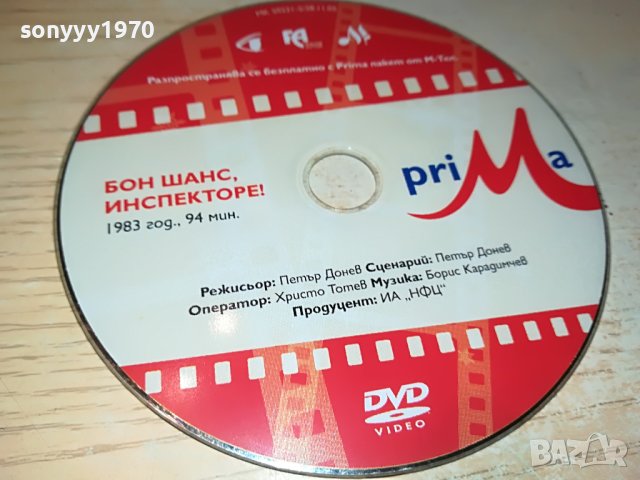 sonyyy1970
Разпространява се безплатно с Prima пакет от М-Тел.
БОН ШАНС,
ИНСПЕКТОРЕ!
1983 год., 94 мин.
priMa
Режисьор: Петър Донев Сценарий: Петър Донев
Оператор: Христо Тотев Музика: Борис Карадимчев
Продуцент: ИА „НФЦ“
DVD
VIDEO
BAZAR